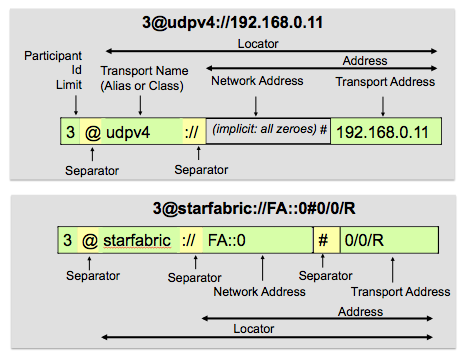 3@udpv4://192.168.0.11
Locator
Participant
Id
Limit
Transport Name
(Alias or Class)
Address
Network Address
Transport Address
3 @ udpv4 :// (implicit: all zeroes) # 192.168.0.11
Separator
Separator
3@starfabric://FA::0#0/0/R
3 @ starfabric :// FA::0 # 0/0/R
Separator
Separator
Separator
Network Address
Transport Address
Address
Locator